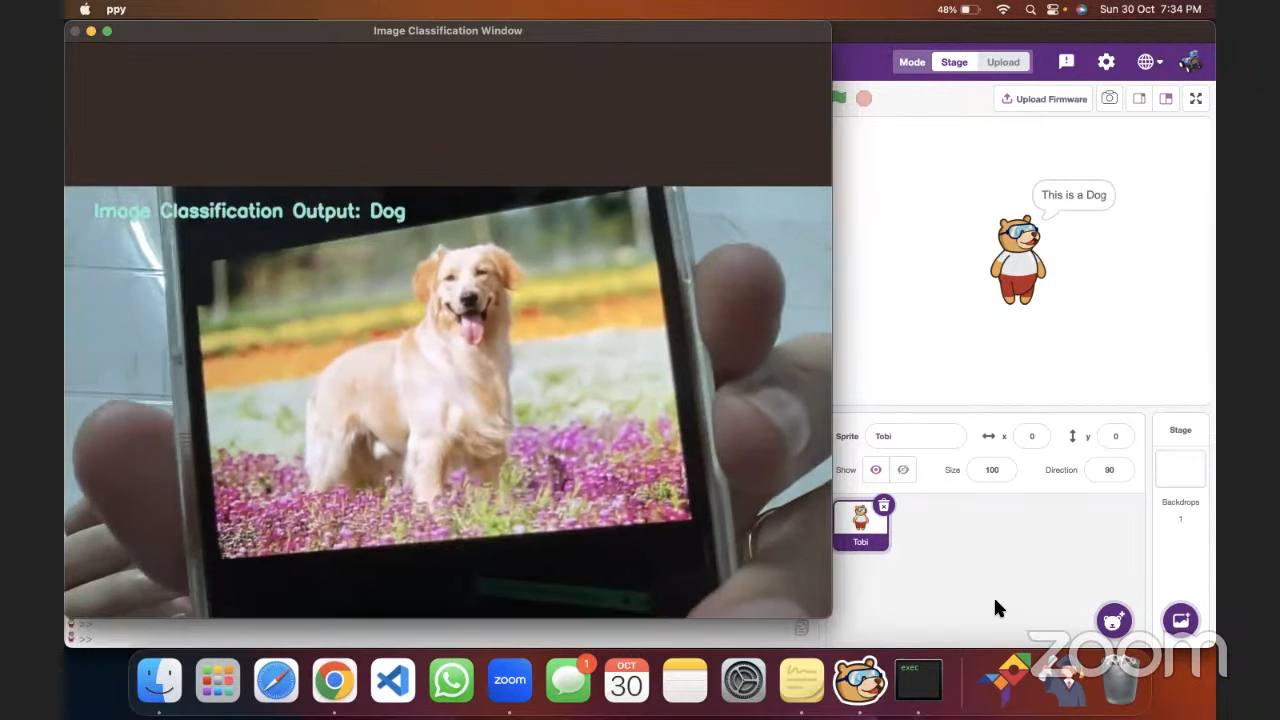 ppy
48%
Sun 30 Oct 7:34 PM
Image Classification Window
Mode
Stage
Upload
Upload Firmware
Image Classification Output: Dog
This is a Dog
Sprite
Tobi
x
0
y
0
Show
Size
100
Direction
90
Stage
Backdrops
1
Tobi
>>
>>
zoom
1
OCT
30
zoom
exec